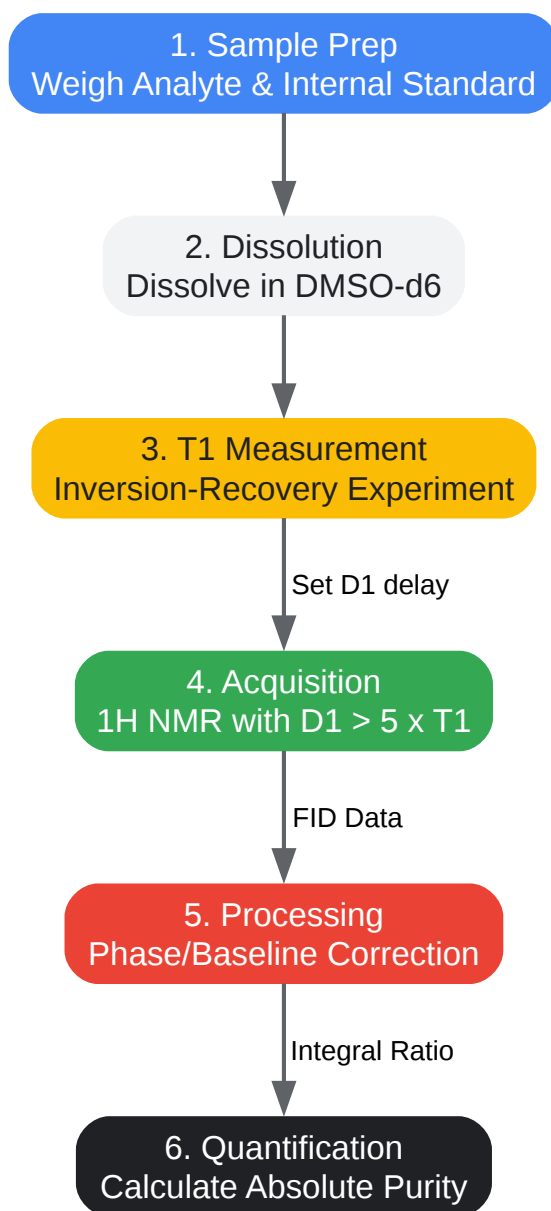 1. Sample Prep
Weigh Analyte & Internal Standard
2. Dissolution
Dissolve in DMSO-d6
3. T1 Measurement
Inversion-Recovery Experiment
Set D1 delay
4. Acquisition
1H NMR with D1 > 5 x T1
FID Data
5. Processing
Phase/Baseline Correction
Integral Ratio
6. Quantification
Calculate Absolute Purity